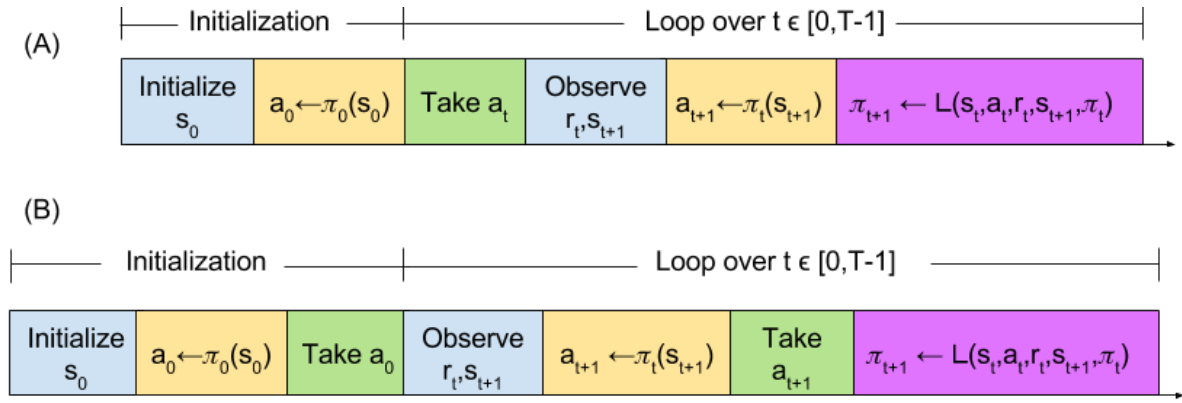 Initialization
Loop over t ϵ [0,T-1]
(A)
Initialize
s₀
a₀←π₀(s₀)
Take aₜ
Observe
rₜ,sₜ₊₁
aₜ₊₁←πₜ(sₜ₊₁)
πₜ₊₁ ← L(sₜ,aₜ,rₜ,sₜ₊₁,πₜ)
(B)
Initialization
Loop over t ϵ [0,T-1]
Initialize
s₀
a₀←π₀(s₀)
Take a₀
Observe
rₜ,sₜ₊₁
aₜ₊₁ ←πₜ(sₜ₊₁)
Take
aₜ₊₁
πₜ₊₁ ← L(sₜ,aₜ,rₜ,sₜ₊₁,πₜ)